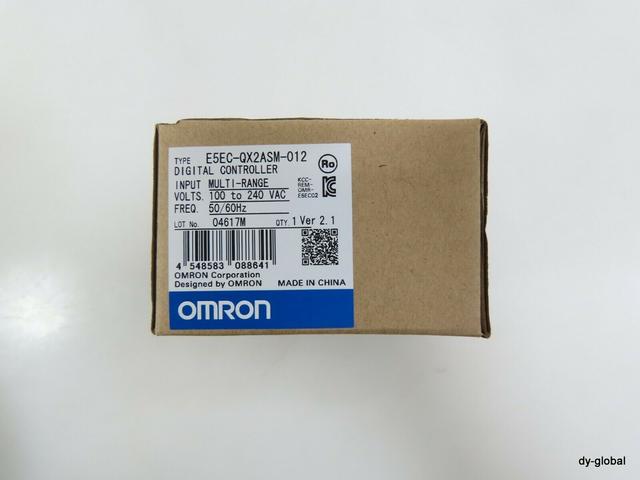 TYPE E5EC-QX2ASM-012
DIGITAL CONTROLLER
Ro
INPUT MULTI-RANGE
VOLTS. 100 to 240 VAC
FREQ. 50/60Hz
KCC-
REM-
OMR-
E5EC02
LOT No. 04617M QTY. 1 Ver 2.1
4 548583 088641
OMRON Corporation
Designed by OMRON MADE IN CHINA
OMRON
dy-global